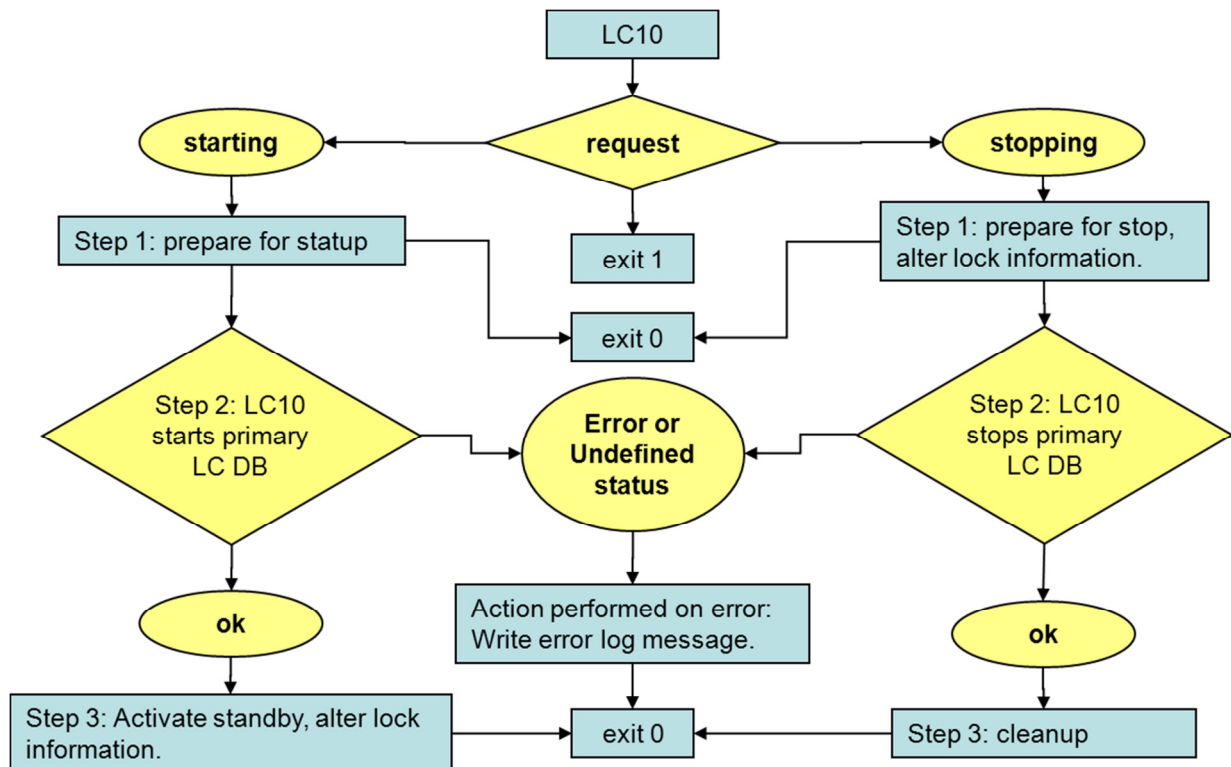 LC10
starting
request
stopping
Step 1: prepare for statup
exit 1
Step 1: prepare for stop,
alter lock information.
exit 0
Step 2: LC10
starts primary
LC DB
Error or
Undefined
status
Step 2: LC10
stops primary
LC DB
ok
Action performed on error:
Write error log message.
ok
Step 3: Activate standby, alter lock
information.
exit 0
Step 3: cleanup